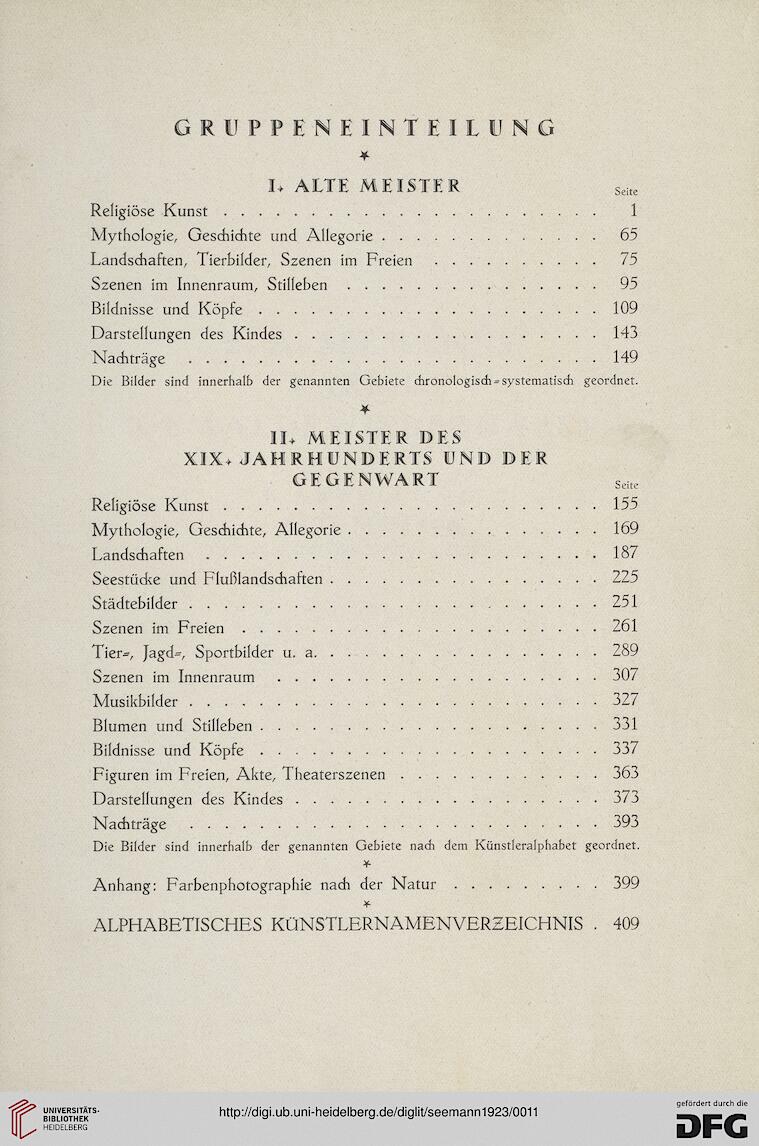 GRUPPENEINTEILUNG
*
I. ALTE MEISTER
Seite
Religiöse Kunst . . . . . . . . . . . . . . . . . . . . . . 1
Mythologie, Geschichte und Allegorie . . . . . . . . . . . . . 65
Landschaften, Tierbilder, Szenen im Freien . . . . . . . . . . 75
Szenen im Innenraum, Stilleben . . . . . . . . . . . . . . . 95
Bildnisse und Köpfe . . . . . . . . . . . . . . . . . . . . 109
Darstellungen des Kindes . . . . . . . . . . . . . . . . . . 143
Nachträge . . . . . . . . . . . . . . . . . . . . . . . . 149
Die Bilder sind innerhalb der genannten Gebiete chronologisch=systematisch geordnet.
*
II. MEISTER DES
XIX. JAHRHUNDERTS UND DER
GEGENWART
Seite
Religiöse Kunst . . . . . . . . . . . . . . . . . . . . . . 155
Mythologie, Geschichte, Allegorie . . . . . . . . . . . . . . . 169
Landschaften . . . . . . . . . . . . . . . . . . . . . . . 187
Seestücke und Flußlandschaften . . . . . . . . . . . . . . . . 225
Städtebilder . . . . . . . . . . . . . . . . . . . . . . . . 251
Szenen im Freien . . . . . . . . . . . . . . . . . . . . . 261
Tier=, Jagd=, Sportbilder u. a. . . . . . . . . . . . . . . . . 289
Szenen im Innenraum . . . . . . . . . . . . . . . . . . . 307
Musikbilder . . . . . . . . . . . . . . . . . . . . . . . . 327
Blumen und Stilleben . . . . . . . . . . . . . . . . . . . . 331
Bildnisse und Köpfe . . . . . . . . . . . . . . . . . . . . 337
Figuren im Freien, Akte, Theaterszenen . . . . . . . . . . . . 363
Darstellungen des Kindes . . . . . . . . . . . . . . . . . . 373
Nachträge . . . . . . . . . . . . . . . . . . . . . . . . 393
Die Bilder sind innerhalb der genannten Gebiete nach dem Künstleralphabet geordnet.
*
Anhang: Farbenphotographie nach der Natur . . . . . . . . . 399
*
ALPHABETISCHES KÜNSTLERNAMENVERZEICHNIS . 409
UNIVERSITÄTS-
BIBLIOTHEK
HEIDELBERG
http://digi.ub.uni-heidelberg.de/diglit/seemann1923/0011
gefördert durch die
DFG